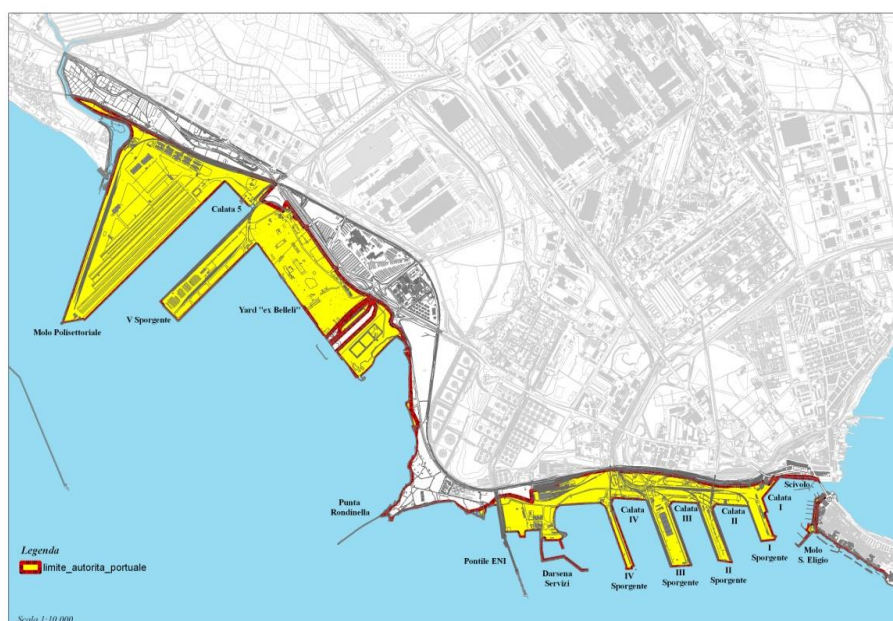 Calata 5
V Sporgente
Molo Polisettoriale
Yard "ex Belleli"
Punta
Rondinella
Scivolo
Calata
I
Calata
II
Calata
III
Calata
IV
Pontile ENI
Darsena
Servizi
IV
Sporgente
III
Sporgente
II
Sporgente
I
Sporgente
Molo
S. Eligio
Legenda
limite_autorita_portuale
Scala 1:10.000